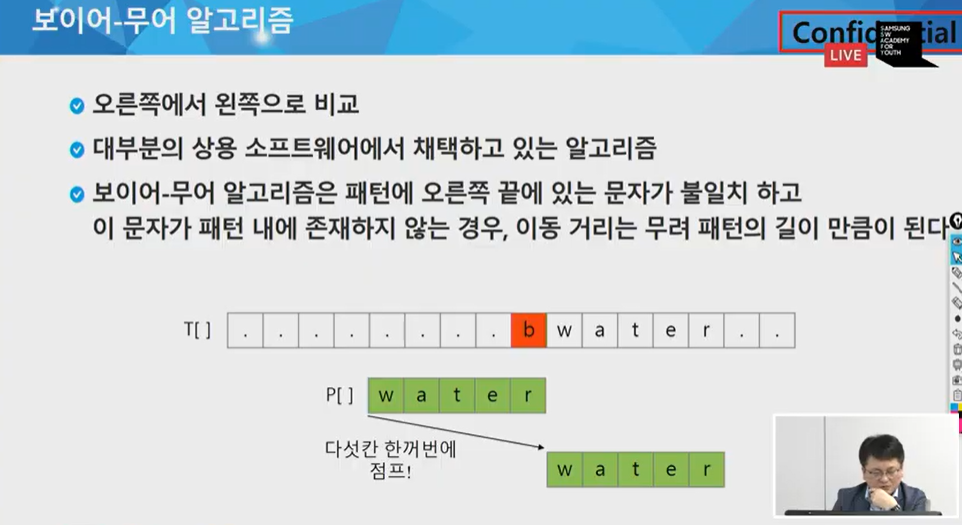 보이어-무어 알고리즘
LIVE
SAMSUNG
SW
ACADEMY
FOR
YOUTH
오른쪽에서 왼쪽으로 비교
대부분의 상용 소프트웨어에서 채택하고 있는 알고리즘
보이어-무어 알고리즘은 패턴에 오른쪽 끝에 있는 문자가 불일치 하고
이 문자가 패턴 내에 존재하지 않는 경우, 이동 거리는 무려 패턴의 길이 만큼이 된다
T[ ] . . . . . . . . b w a t e r . .
P[ ] w a t e r
다섯칸 한꺼번에
점프!
w a t e r